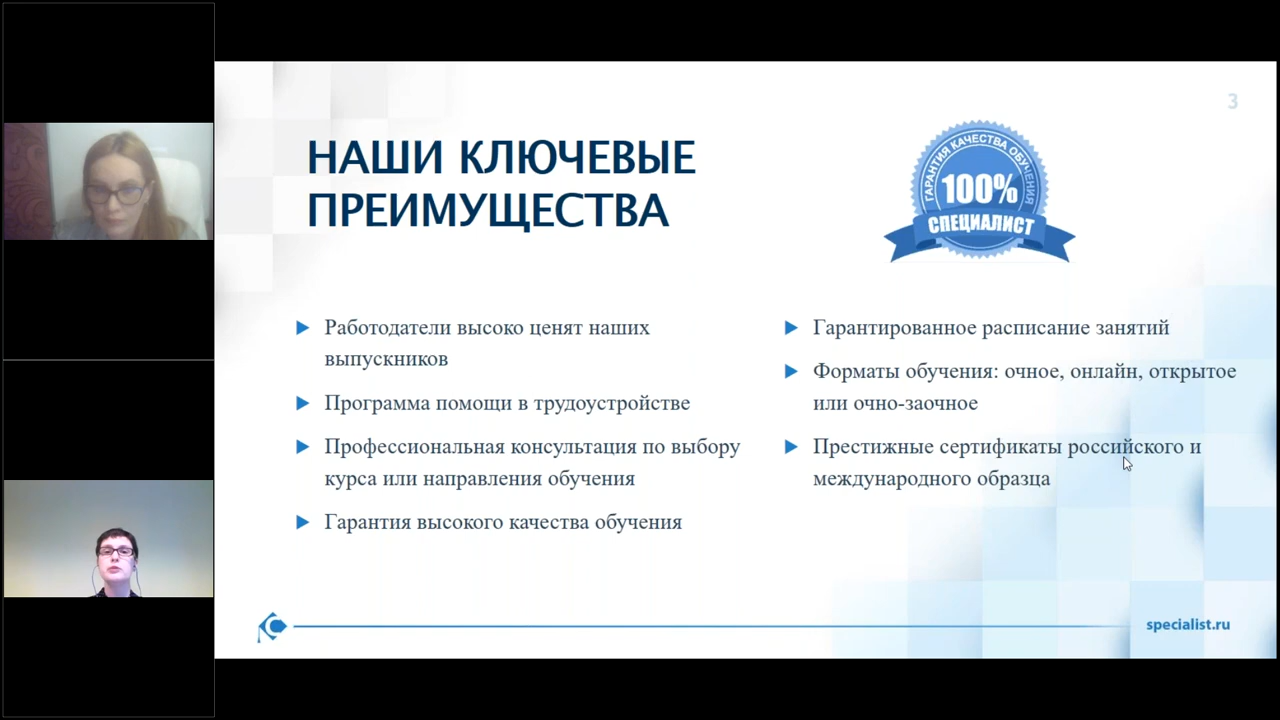 3
НАШИ КЛЮЧЕВЫЕ
ПРЕИМУЩЕСТВА
ГАРАНТИЯ КАЧЕСТВА ОБУЧЕНИЯ
100%
СПЕЦИАЛИСТ
Работодатели высоко ценят наших
выпускников
Программа помощи в трудоустройстве
Профессиональная консультация по выбору
курса или направления обучения
Гарантия высокого качества обучения
Гарантированное расписание занятий
Форматы обучения: очное, онлайн, открытое
или очно-заочное
Престижные сертификаты российского и
международного образца
specialist.ru